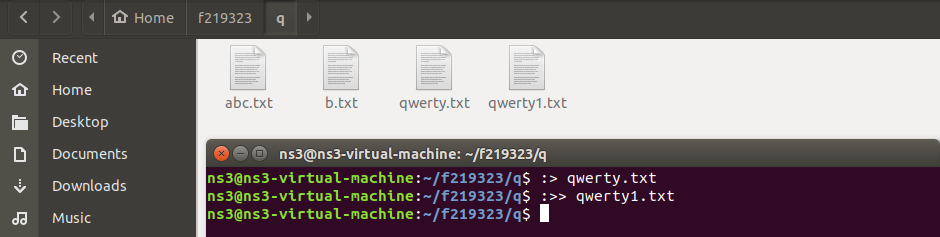 Home f219323 q
Recent
Home
Desktop
Documents
Downloads
Music
abc.txt b.txt qwerty.txt qwerty1.txt
ns3@ns3-virtual-machine: ~/f219323/q
ns3@ns3-virtual-machine:~/f219323/q$ :> qwerty.txt
ns3@ns3-virtual-machine:~/f219323/q$ :>> qwerty1.txt
ns3@ns3-virtual-machine:~/f219323/q$